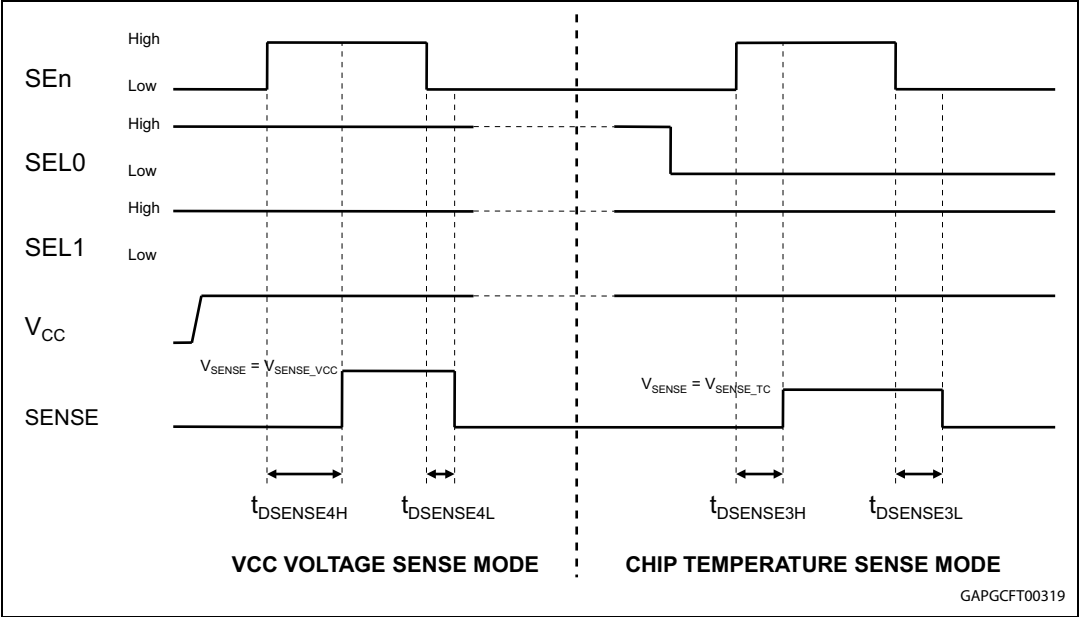 High
SEn
Low
High
SEL0
Low
High
SEL1
Low
VCC
VSENSE = VSENSE_VCC
VSENSE = VSENSE_TC
SENSE
tDSENSE4H tDSENSE4L tDSENSE3H tDSENSE3L
VCC VOLTAGE SENSE MODE CHIP TEMPERATURE SENSE MODE
GAPGCFT00319